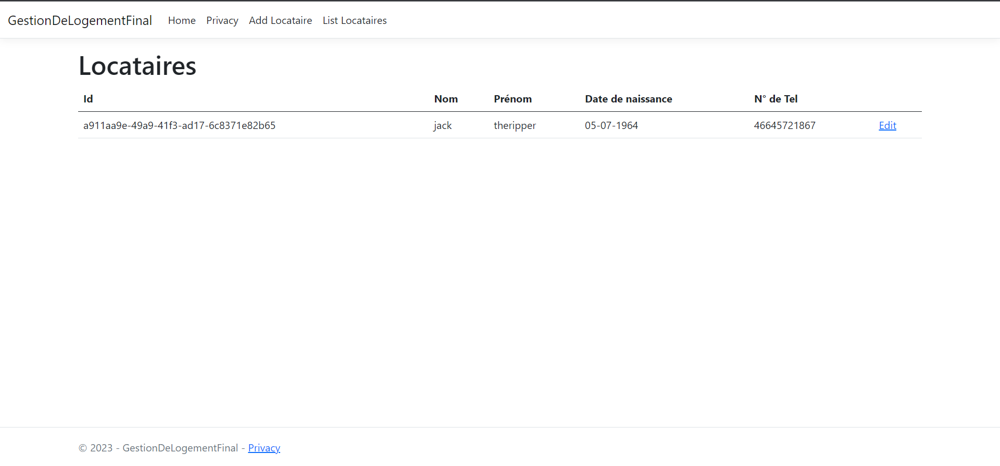 GestionDeLogementFinal Home Privacy Add Locataire List Locataires
Locataires
Id Nom Prénom Date de naissance N° de Tel
a911aa9e-49a9-41f3-ad17-6c8371e82b65 jack theripper 05-07-1964 46645721867 Edit
© 2023 - GestionDeLogementFinal - Privacy